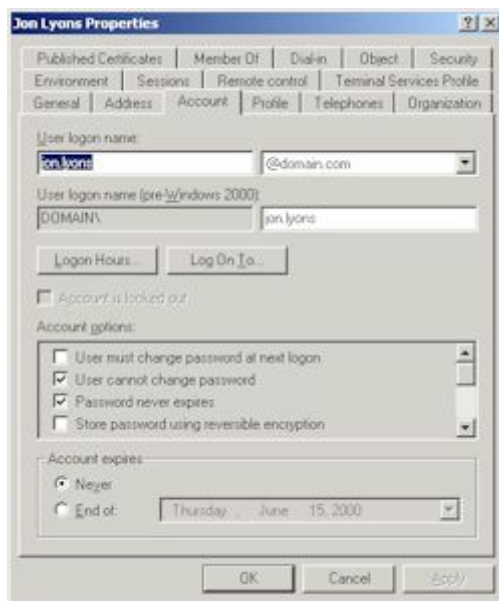 Jon Lyons Properties
Published Certificates Member Of Dial-in Object Security
Environment Sessions Remote control Terminal Services Profile
General Address Account Profile Telephones Organization
User logon name:
jon.lyons @domain.com
User logon name (pre-Windows 2000):
DOMAIN\ jon.lyons
Logon Hours... Log On To...
Account is locked out
Account options:
User must change password at next logon
User cannot change password
Password never expires
Store password using reversible encryption
Account expires
Never
End of: Thursday , June 15, 2000
OK Cancel Apply